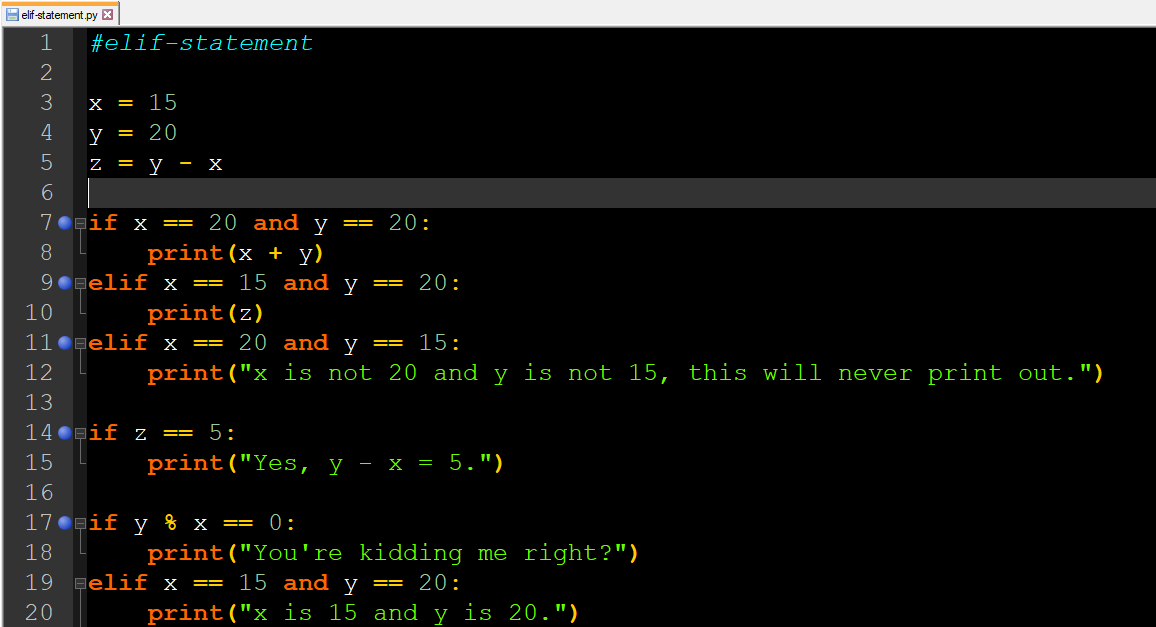 elif-statement.py
1 #elif-statement
2
3 x = 15
4 y = 20
5 z = y - x
6
7 if x == 20 and y == 20:
8     print(x + y)
9 elif x == 15 and y == 20:
10     print(z)
11 elif x == 20 and y == 15:
12     print("x is not 20 and y is not 15, this will never print out.")
13
14 if z == 5:
15     print("Yes, y - x = 5.")
16
17 if y % x == 0:
18     print("You're kidding me right?")
19 elif x == 15 and y == 20:
20     print("x is 15 and y is 20.")